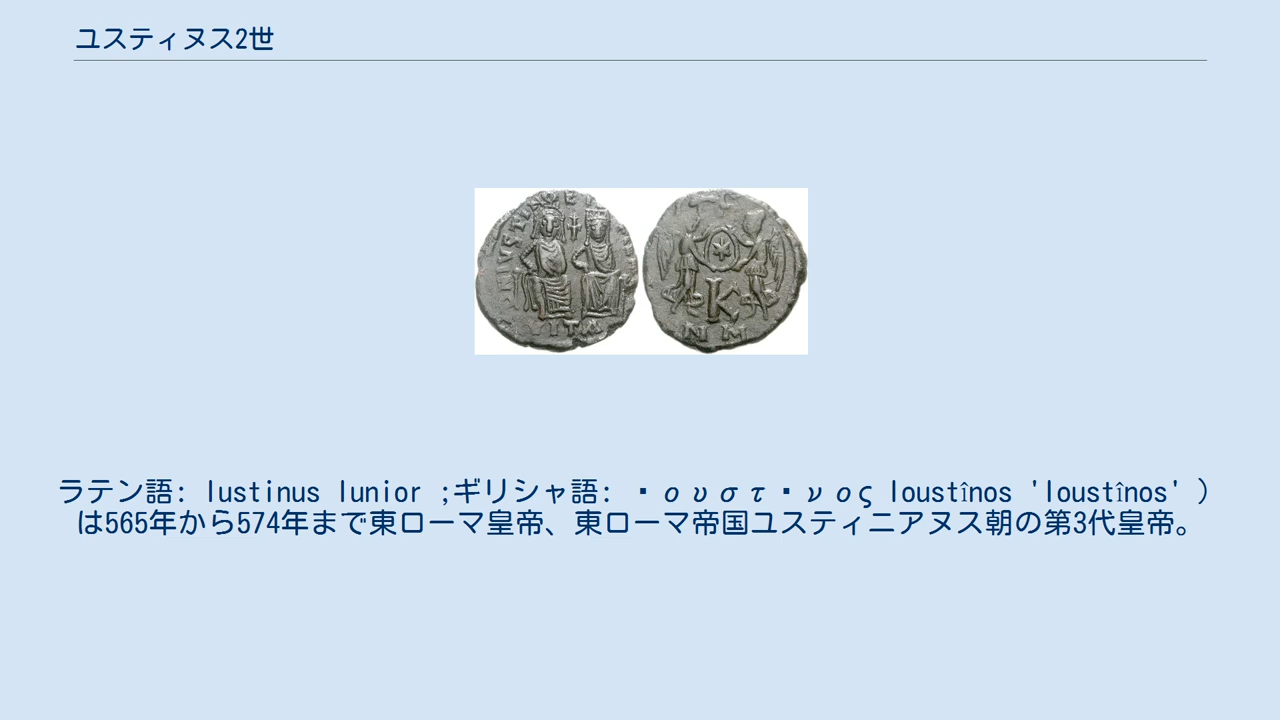 ユスティヌス2世
K
N M
ラテン語: Iustinus Iunior ;ギリシャ語: ・ουστ・νος Ioustînos 'Ioustînos' )
は565年から574年まで東ローマ皇帝、東ローマ帝国ユスティニアヌス朝の第3代皇帝。